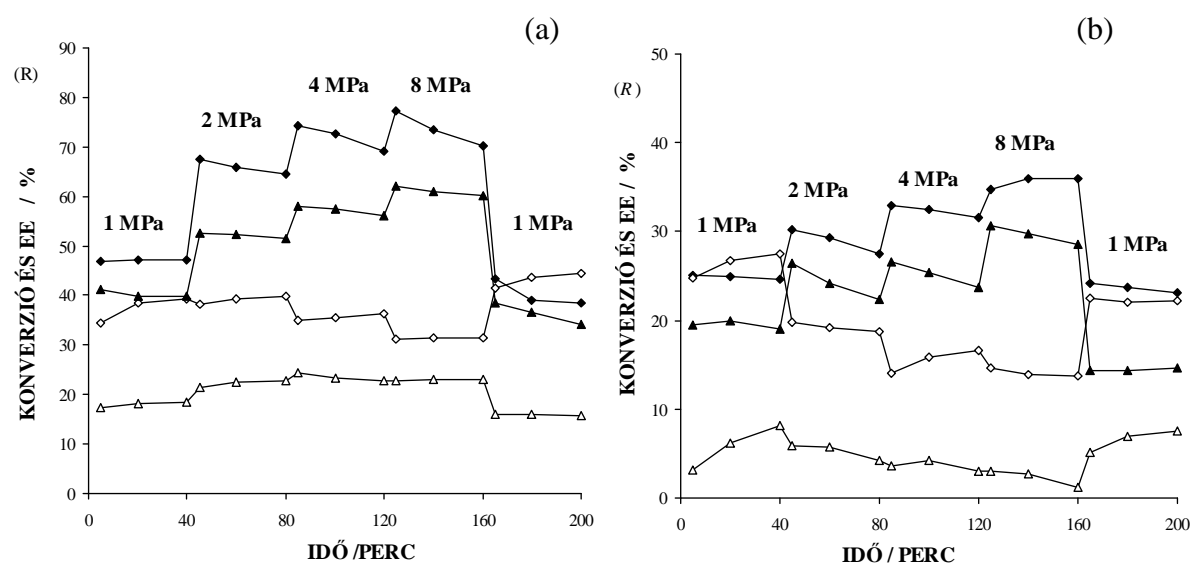 (a)
(R)
KONVERZIÓ ÉS EE / %
90
80
70
60
50
40
30
20
10
0
1 MPa
2 MPa
4 MPa
8 MPa
1 MPa
0
40
80
120
160
200
IDŐ /PERC
(b)
(R)
KONVERZIÓ ÉS EE / %
50
40
30
20
10
0
1 MPa
2 MPa
4 MPa
8 MPa
1 MPa
0
40
80
120
160
200
IDŐ / PERC